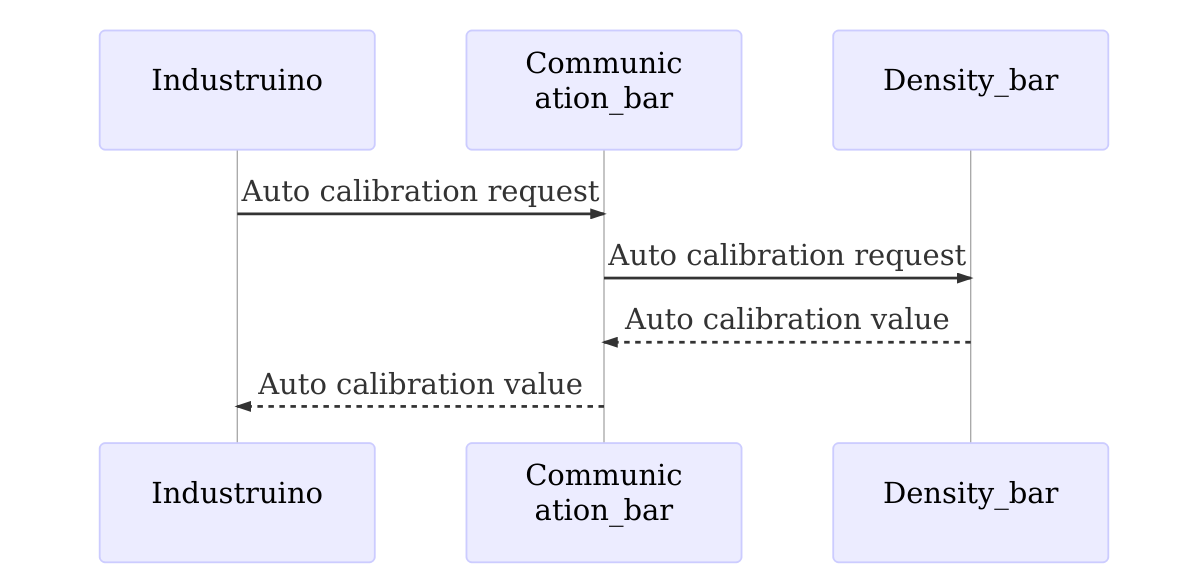 Industruino
Communic
ation_bar
Density_bar
Auto calibration request
Auto calibration request
Auto calibration value
Auto calibration value
Industruino
Communic
ation_bar
Density_bar